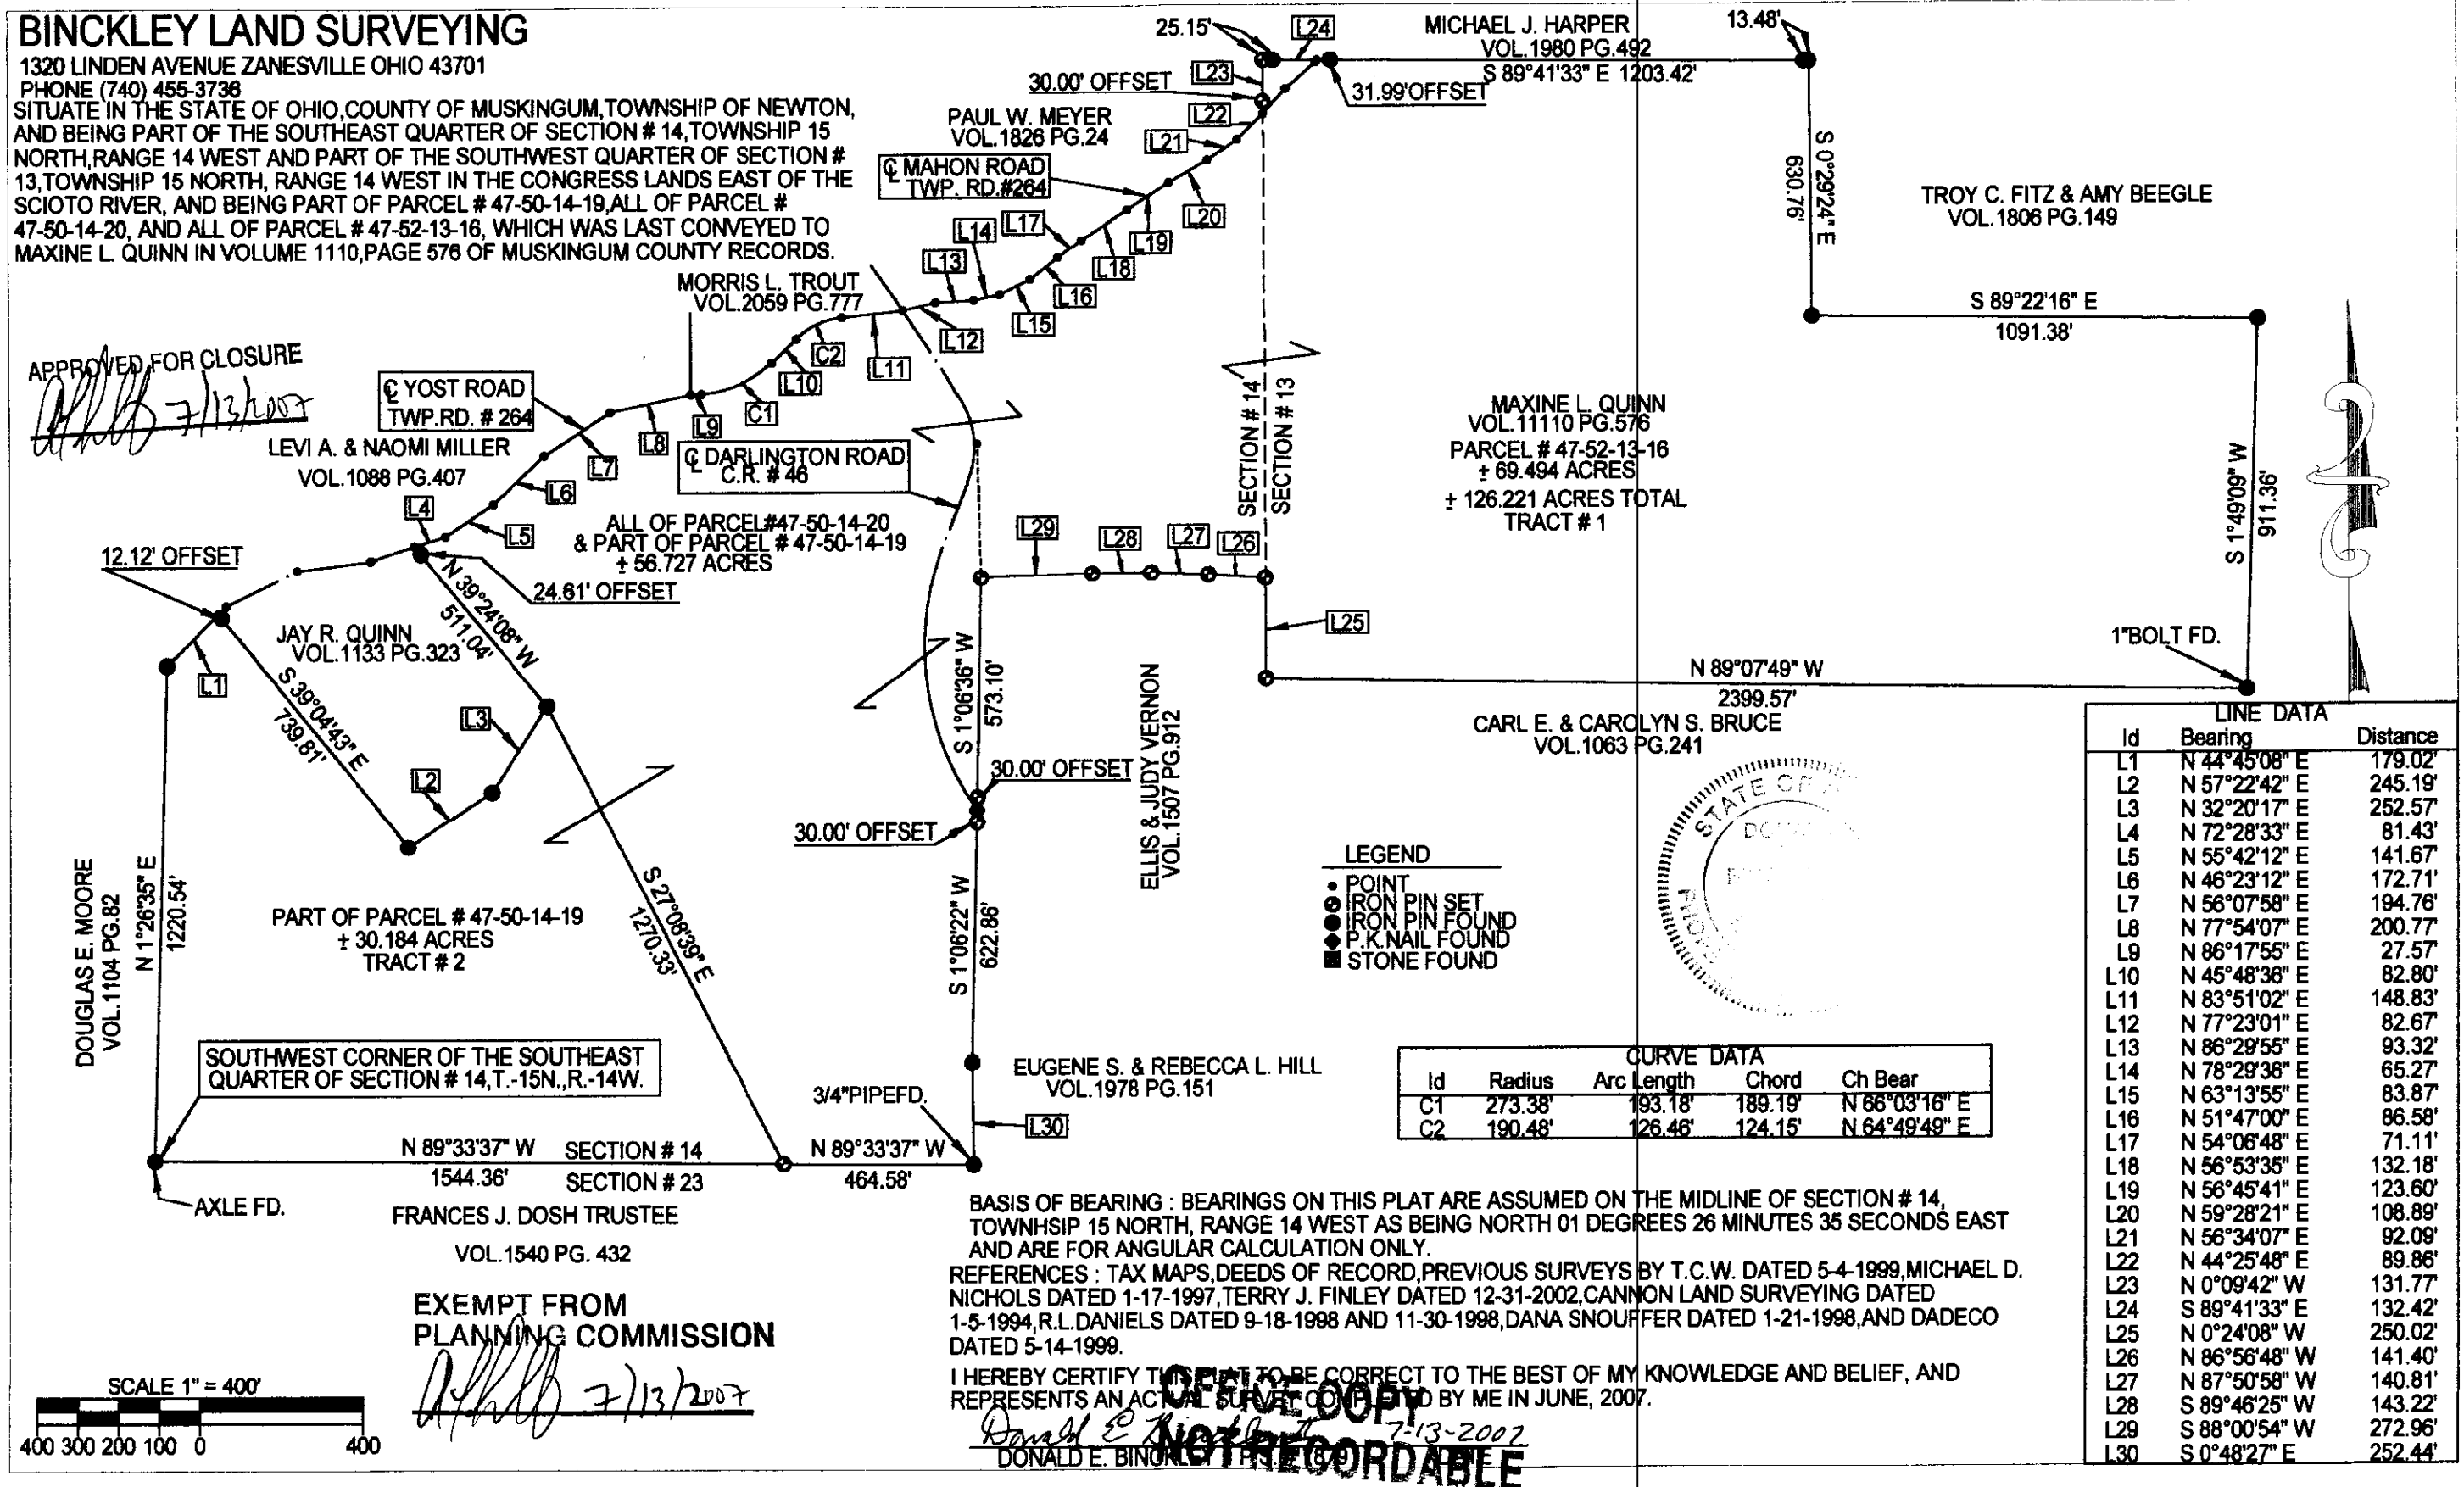 BINCKLEY LAND SURVEYING
1320 LINDEN AVENUE ZANESVILLE OHIO 43701
PHONE (740) 455-3736
SITUATE IN THE STATE OF OHIO,COUNTY OF MUSKINGUM,TOWNSHIP OF NEWTON,
AND BEING PART OF THE SOUTHEAST QUARTER OF SECTION # 14,TOWNSHIP 15
NORTH,RANGE 14 WEST AND PART OF THE SOUTHWEST QUARTER OF SECTION #
13,TOWNSHIP 15 NORTH, RANGE 14 WEST IN THE CONGRESS LANDS EAST OF THE
SCIOTO RIVER, AND BEING PART OF PARCEL # 47-50-14-19,ALL OF PARCEL #
47-50-14-20, AND ALL OF PARCEL # 47-52-13-16, WHICH WAS LAST CONVEYED TO
MAXINE L. QUINN IN VOLUME 1110,PAGE 576 OF MUSKINGUM COUNTY RECORDS.
25.15'
L24
MICHAEL J. HARPER
VOL.1980 PG.492
S 89°41'33" E 1203.42'
13.48'
L23
30.00' OFFSET
31.99'OFFSET
PAUL W. MEYER
VOL.1826 PG.24
L22
L21
℄ MAHON ROAD
TWP. RD.#264
L20
L19
L17
L18
L14
L13
L16
L15
L12
S 0°29'24" E
630.76'
TROY C. FITZ & AMY BEEGLE
VOL.1806 PG.149
S 89°22'16" E
1091.38'
MORRIS L. TROUT
VOL.2059 PG.777
C2
L11
L10
C1
L9
L8
APPROVED FOR CLOSURE
7/13/2007
℄ YOST ROAD
TWP.RD. # 264
LEVI A. & NAOMI MILLER
VOL.1088 PG.407
L7
L6
L5
L4
℄ DARLINGTON ROAD
C.R. # 46
ALL OF PARCEL#47-50-14-20
& PART OF PARCEL # 47-50-14-19
± 56.727 ACRES
SECTION # 14
SECTION # 13
MAXINE L. QUINN
VOL.11110 PG.576
PARCEL # 47-52-13-16
± 69.494 ACRES
± 126.221 ACRES TOTAL
TRACT # 1
S 1°49'09" W
911.36'
L29
L28
L27
L26
L25
12.12' OFFSET
24.61' OFFSET
N 39°24'08" W
511.04'
JAY R. QUINN
VOL.1133 PG.323
L1
S 39°04'43" E
739.81'
L3
L2
S 1°06'36" W
573.10'
1"BOLT FD.
N 89°07'49" W
2399.57'
CARL E. & CAROLYN S. BRUCE
VOL.1063 PG.241
ELLIS & JUDY VERNON
VOL.1507 PG.912
30.00' OFFSET
30.00' OFFSET
S 1°06'22" W
622.86'
S 27°08'39" E
1270.33'
DOUGLAS E. MOORE
VOL.1104 PG.82
N 1°26'35" E
1220.54'
PART OF PARCEL # 47-50-14-19
± 30.184 ACRES
TRACT # 2
LEGEND
POINT
IRON PIN SET
IRON PIN FOUND
P.K.NAIL FOUND
STONE FOUND
STATE OF
SOUTHWEST CORNER OF THE SOUTHEAST
QUARTER OF SECTION # 14,T.-15N.,R.-14W.
3/4"PIPEFD.
EUGENE S. & REBECCA L. HILL
VOL.1978 PG.151
L30
N 89°33'37" W SECTION # 14
1544.36' SECTION # 23
N 89°33'37" W
464.58'
AXLE FD.
FRANCES J. DOSH TRUSTEE
VOL.1540 PG. 432
CURVE DATA
Id Radius Arc Length Chord Ch Bear
C1 273.38' 193.18' 189.19' N 66°03'16" E
C2 190.48' 126.46' 124.15' N 64°49'49" E
LINE DATA
Id Bearing Distance
L1 N 44°45'08" E 179.02'
L2 N 57°22'42" E 245.19'
L3 N 32°20'17" E 252.57'
L4 N 72°28'33" E 81.43'
L5 N 55°42'12" E 141.67'
L6 N 46°23'12" E 172.71'
L7 N 56°07'58" E 194.76'
L8 N 77°54'07" E 200.77'
L9 N 86°17'55" E 27.57'
L10 N 45°48'36" E 82.80'
L11 N 83°51'02" E 148.83'
L12 N 77°23'01" E 82.67'
L13 N 86°29'55" E 93.32'
L14 N 78°29'36" E 65.27'
L15 N 63°13'55" E 83.87'
L16 N 51°47'00" E 86.58'
L17 N 54°06'48" E 71.11'
L18 N 56°53'35" E 132.18'
L19 N 56°45'41" E 123.60'
L20 N 59°28'21" E 108.89'
L21 N 56°34'07" E 92.09'
L22 N 44°25'48" E 89.86'
L23 N 0°09'42" W 131.77'
L24 S 89°41'33" E 132.42'
L25 N 0°24'08" W 250.02'
L26 N 86°56'48" W 141.40'
L27 N 87°50'58" W 140.81'
L28 S 89°46'25" W 143.22'
L29 S 88°00'54" W 272.96'
L30 S 0°48'27" E 252.44'
BASIS OF BEARING : BEARINGS ON THIS PLAT ARE ASSUMED ON THE MIDLINE OF SECTION # 14,
TOWNHSIP 15 NORTH, RANGE 14 WEST AS BEING NORTH 01 DEGREES 26 MINUTES 35 SECONDS EAST
AND ARE FOR ANGULAR CALCULATION ONLY.
REFERENCES : TAX MAPS,DEEDS OF RECORD,PREVIOUS SURVEYS BY T.C.W. DATED 5-4-1999,MICHAEL D.
NICHOLS DATED 1-17-1997,TERRY J. FINLEY DATED 12-31-2002,CANNON LAND SURVEYING DATED
1-5-1994,R.L.DANIELS DATED 9-18-1998 AND 11-30-1998,DANA SNOUFFER DATED 1-21-1998,AND DADECO
DATED 5-14-1999.
I HEREBY CERTIFY THIS PLAT TO BE CORRECT TO THE BEST OF MY KNOWLEDGE AND BELIEF, AND
REPRESENTS AN ACTUAL SURVEY COMPLETED BY ME IN JUNE, 2007.
7-13-2007
DONALD E. BINCKLEY
OFFICE COPY
NOT RECORDABLE
EXEMPT FROM
PLANNING COMMISSION
7/13/2007
SCALE 1" = 400'
400 300 200 100 0 400